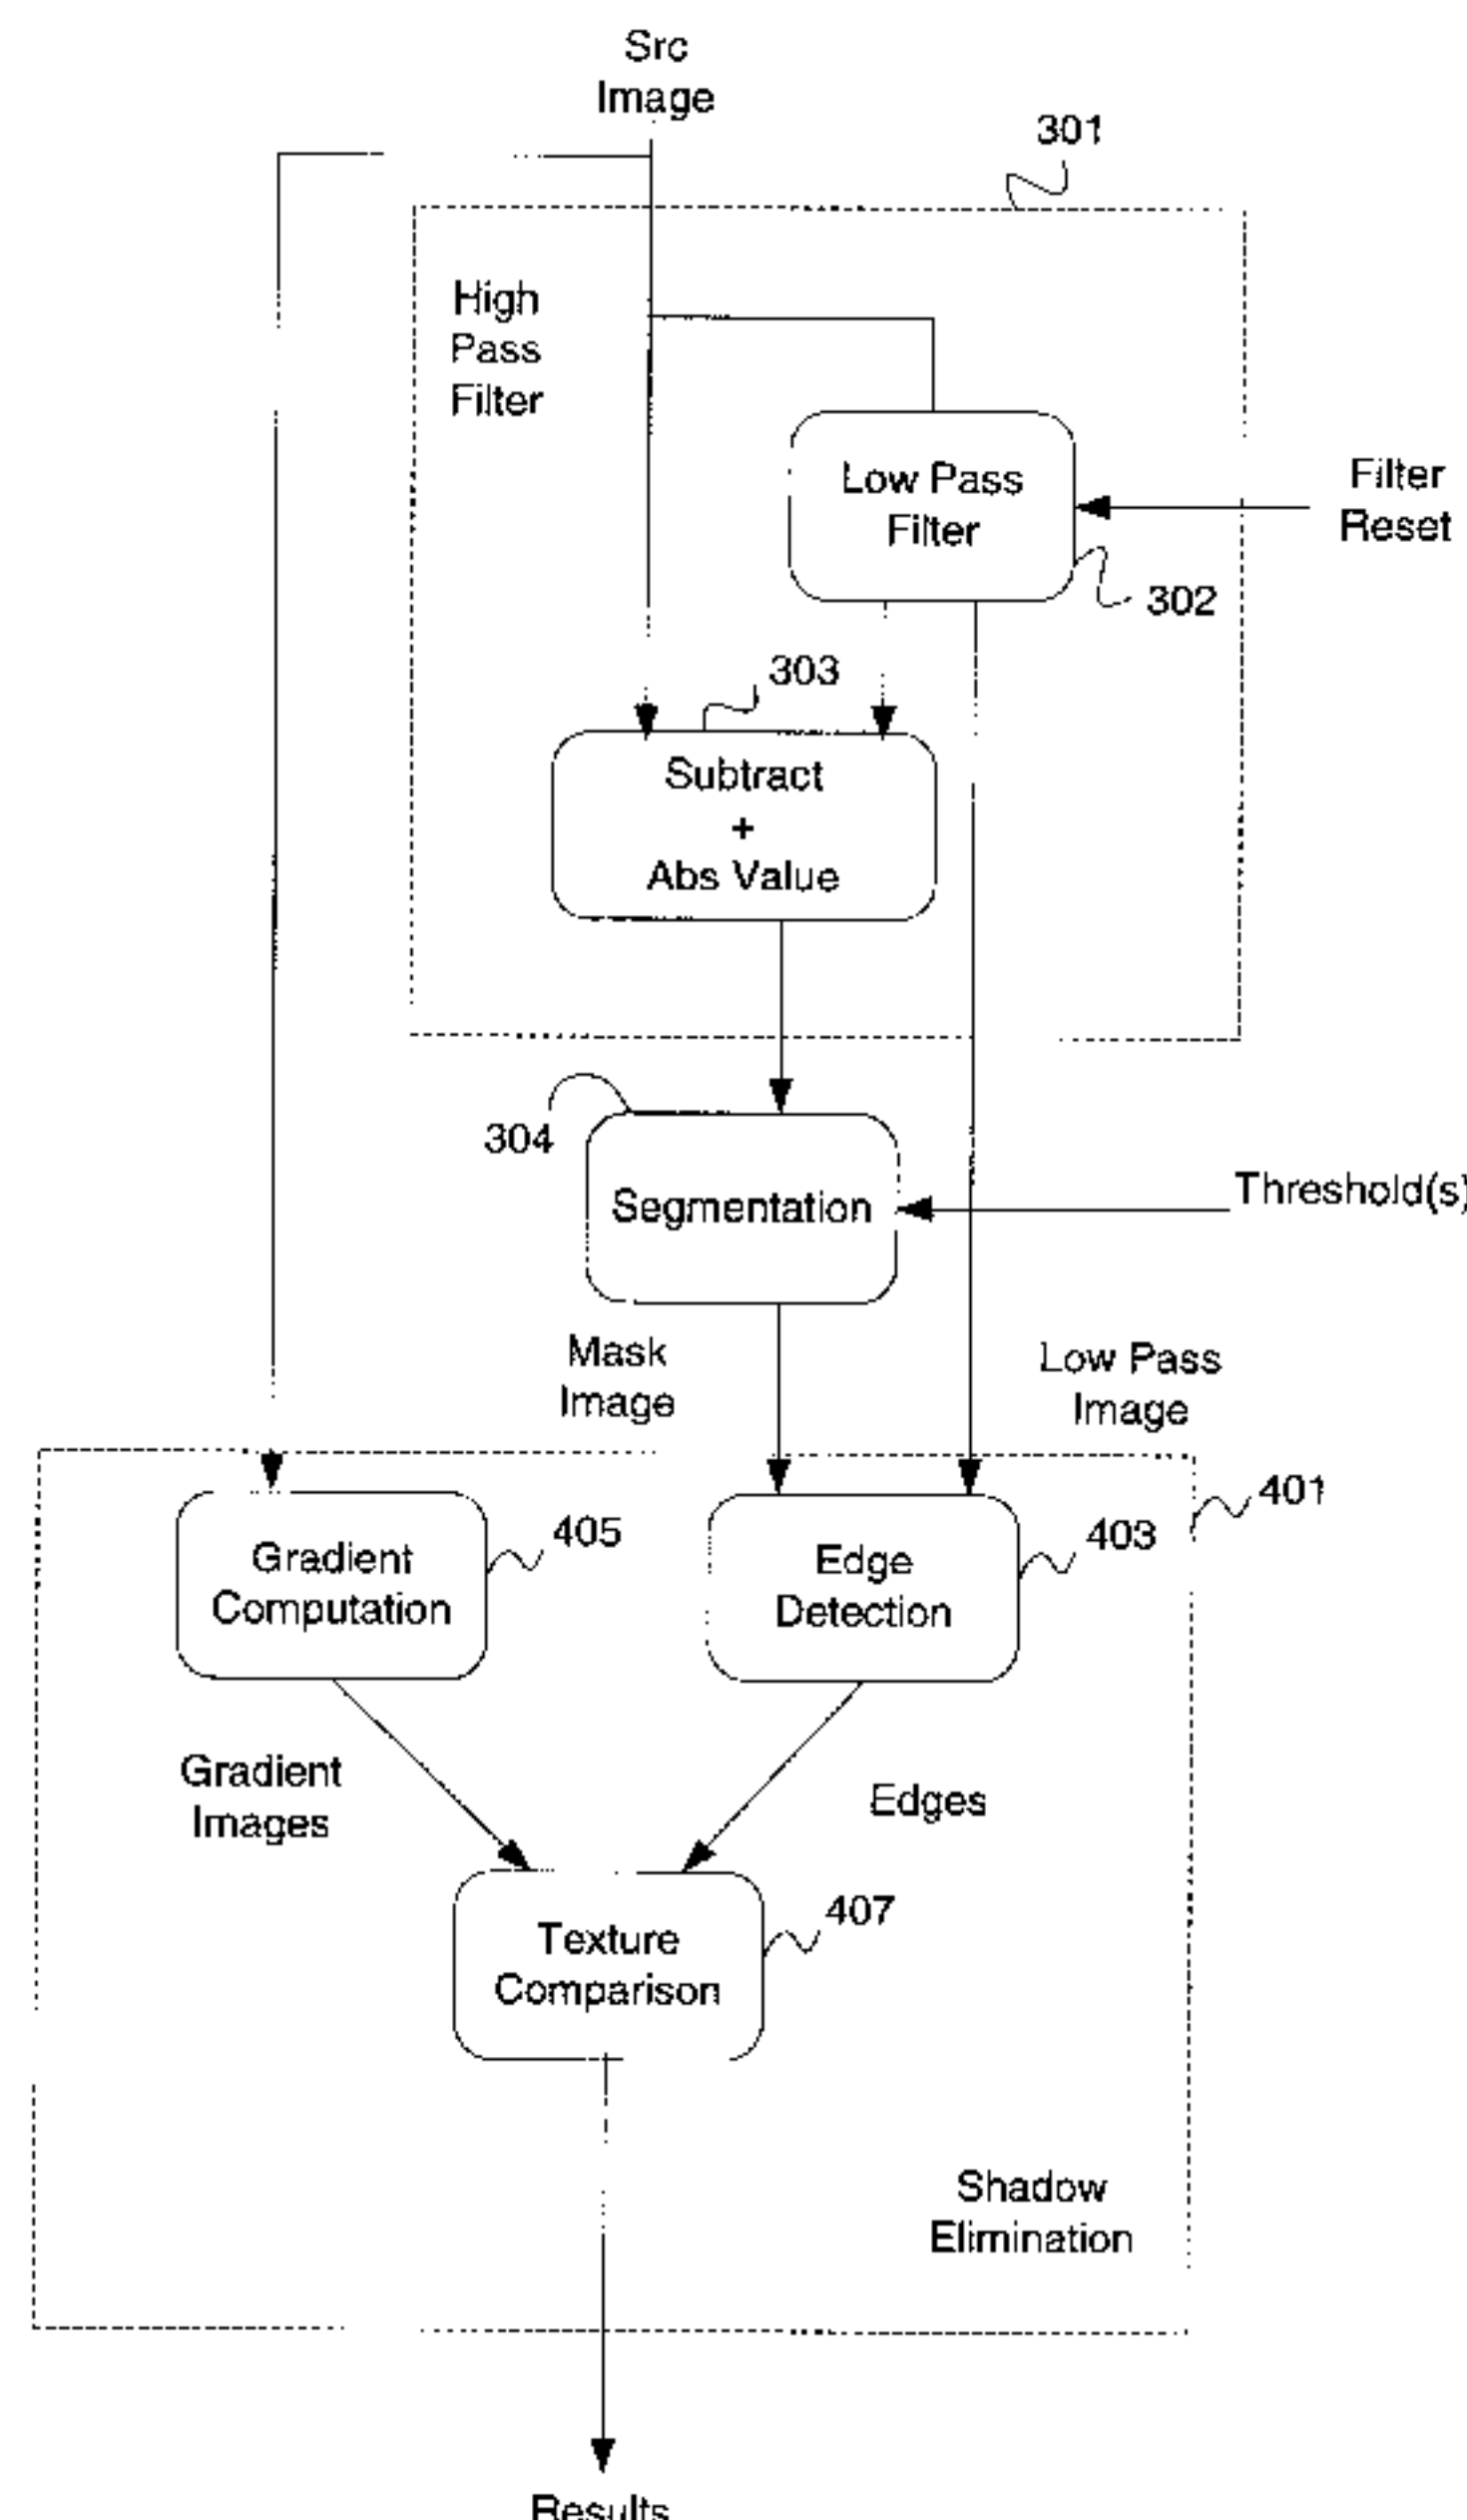 Src
Image
301
High
Pass
Filter
Low Pass
Filter
Filter
Reset
302
303
Subtract
+
Abs Value
304
Segmentation
Threshold(s)
Mask
Image
Low Pass
Image
401
405
403
Gradient
Computation
Edge
Detection
Gradient
Images
Edges
407
Texture
Comparison
Shadow
Elimination
Results